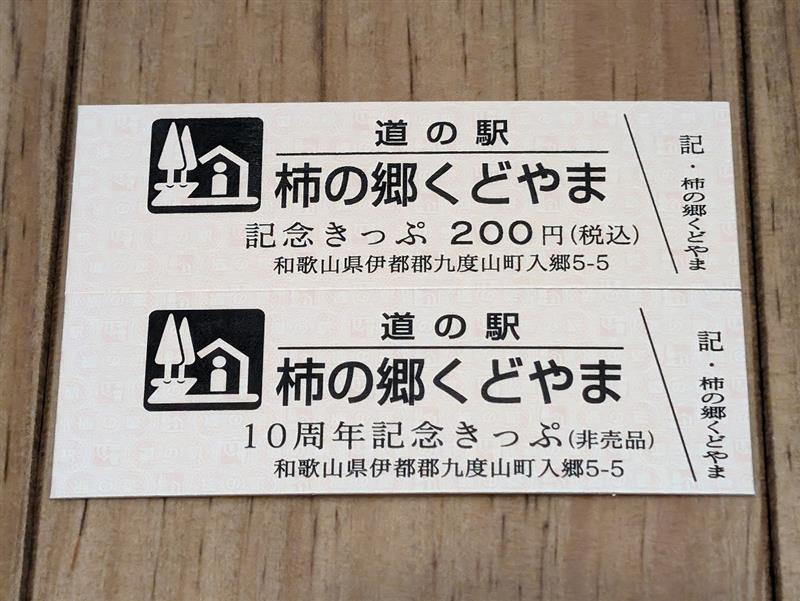 道の駅
柿の郷くどやま
記念きっぷ 200円(税込)
和歌山県伊都郡九度山町入郷5-5
記・柿の郷くどやま
道の駅
柿の郷くどやま
10周年記念きっぷ(非売品)
和歌山県伊都郡九度山町入郷5-5
記・柿の郷くどやま